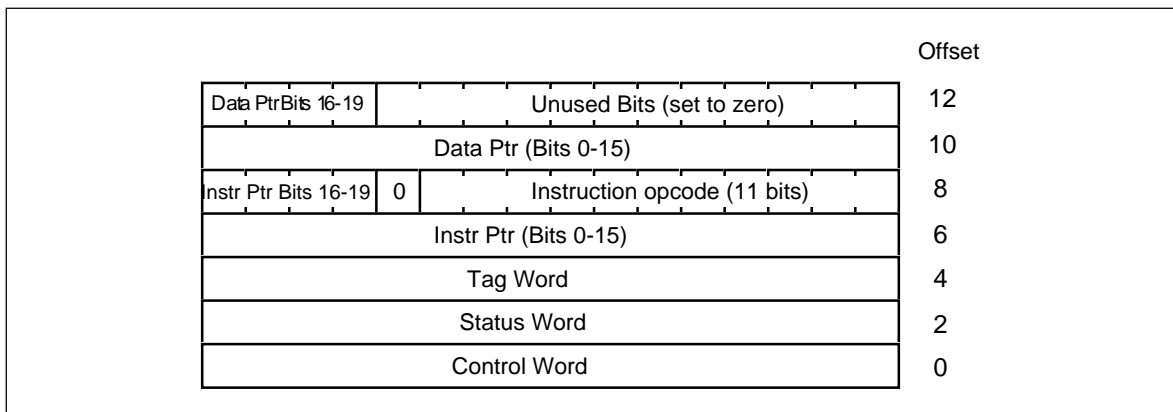 Offset
Data Ptr Bits 16-19 Unused Bits (set to zero) 12
Data Ptr (Bits 0-15) 10
Instr Ptr Bits 16-19 0 Instruction opcode (11 bits) 8
Instr Ptr (Bits 0-15) 6
Tag Word 4
Status Word 2
Control Word 0